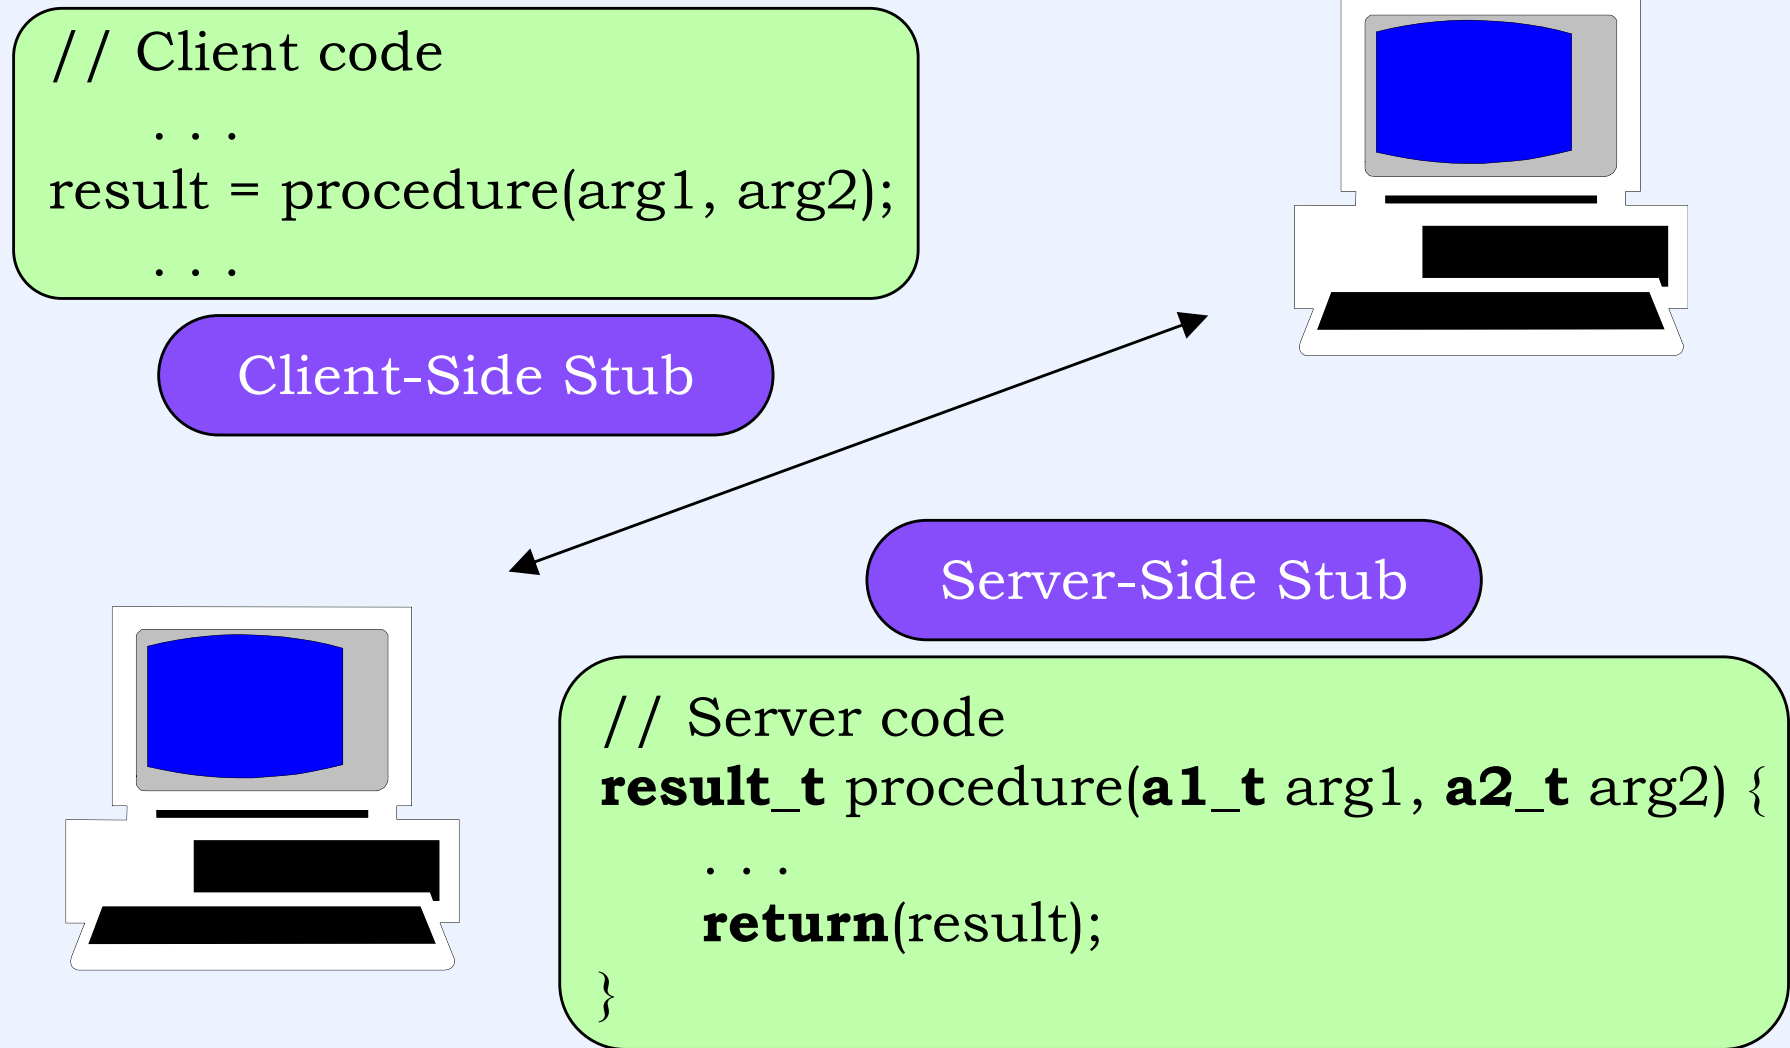 // Client code
. . .
result = procedure(arg1, arg2);
. . .
Client-Side Stub
Server-Side Stub
// Server code
result_t procedure(a1_t arg1, a2_t arg2) {
. . .
return(result);
}